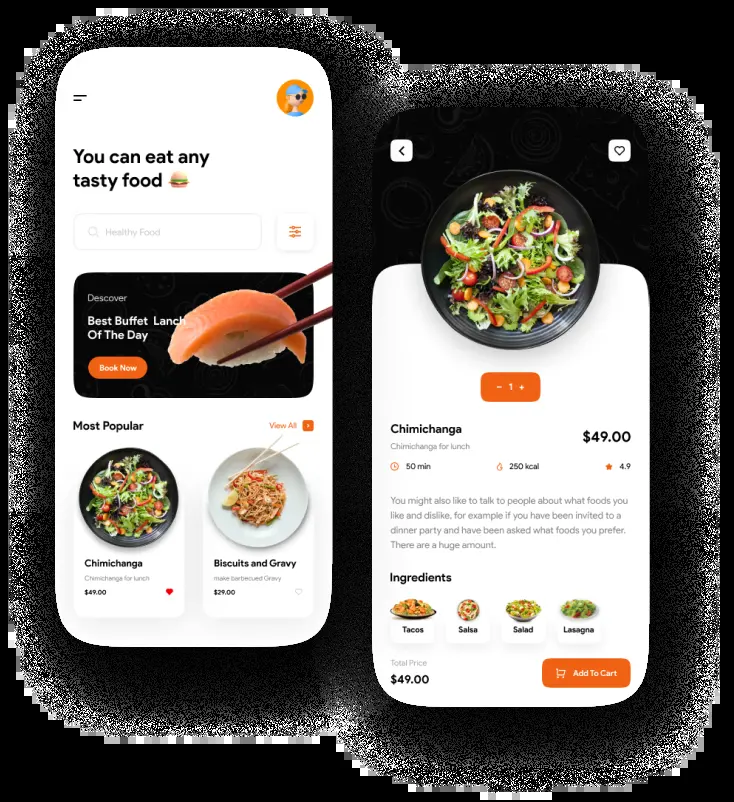 You can eat any
tasty food
Healthy Food
Descover
Best Buffet Lanch
Of The Day
Book Now
Most Popular
View All
Chimichanga
Chimichanga for lunch
$49.00
Biscuits and Gravy
make barbecued Gravy
$29.00
- 1 +
Chimichanga
Chimichanga for lunch
$49.00
50 min
250 kcal
4.9
You might also like to talk to people about what foods you
like and dislike, for example if you have been invited to a
dinner party and have been asked what foods you prefer.
There are a huge amount.
Ingredients
Tacos
Salsa
Salad
Lasagna
Total Price
$49.00
Add To Cart